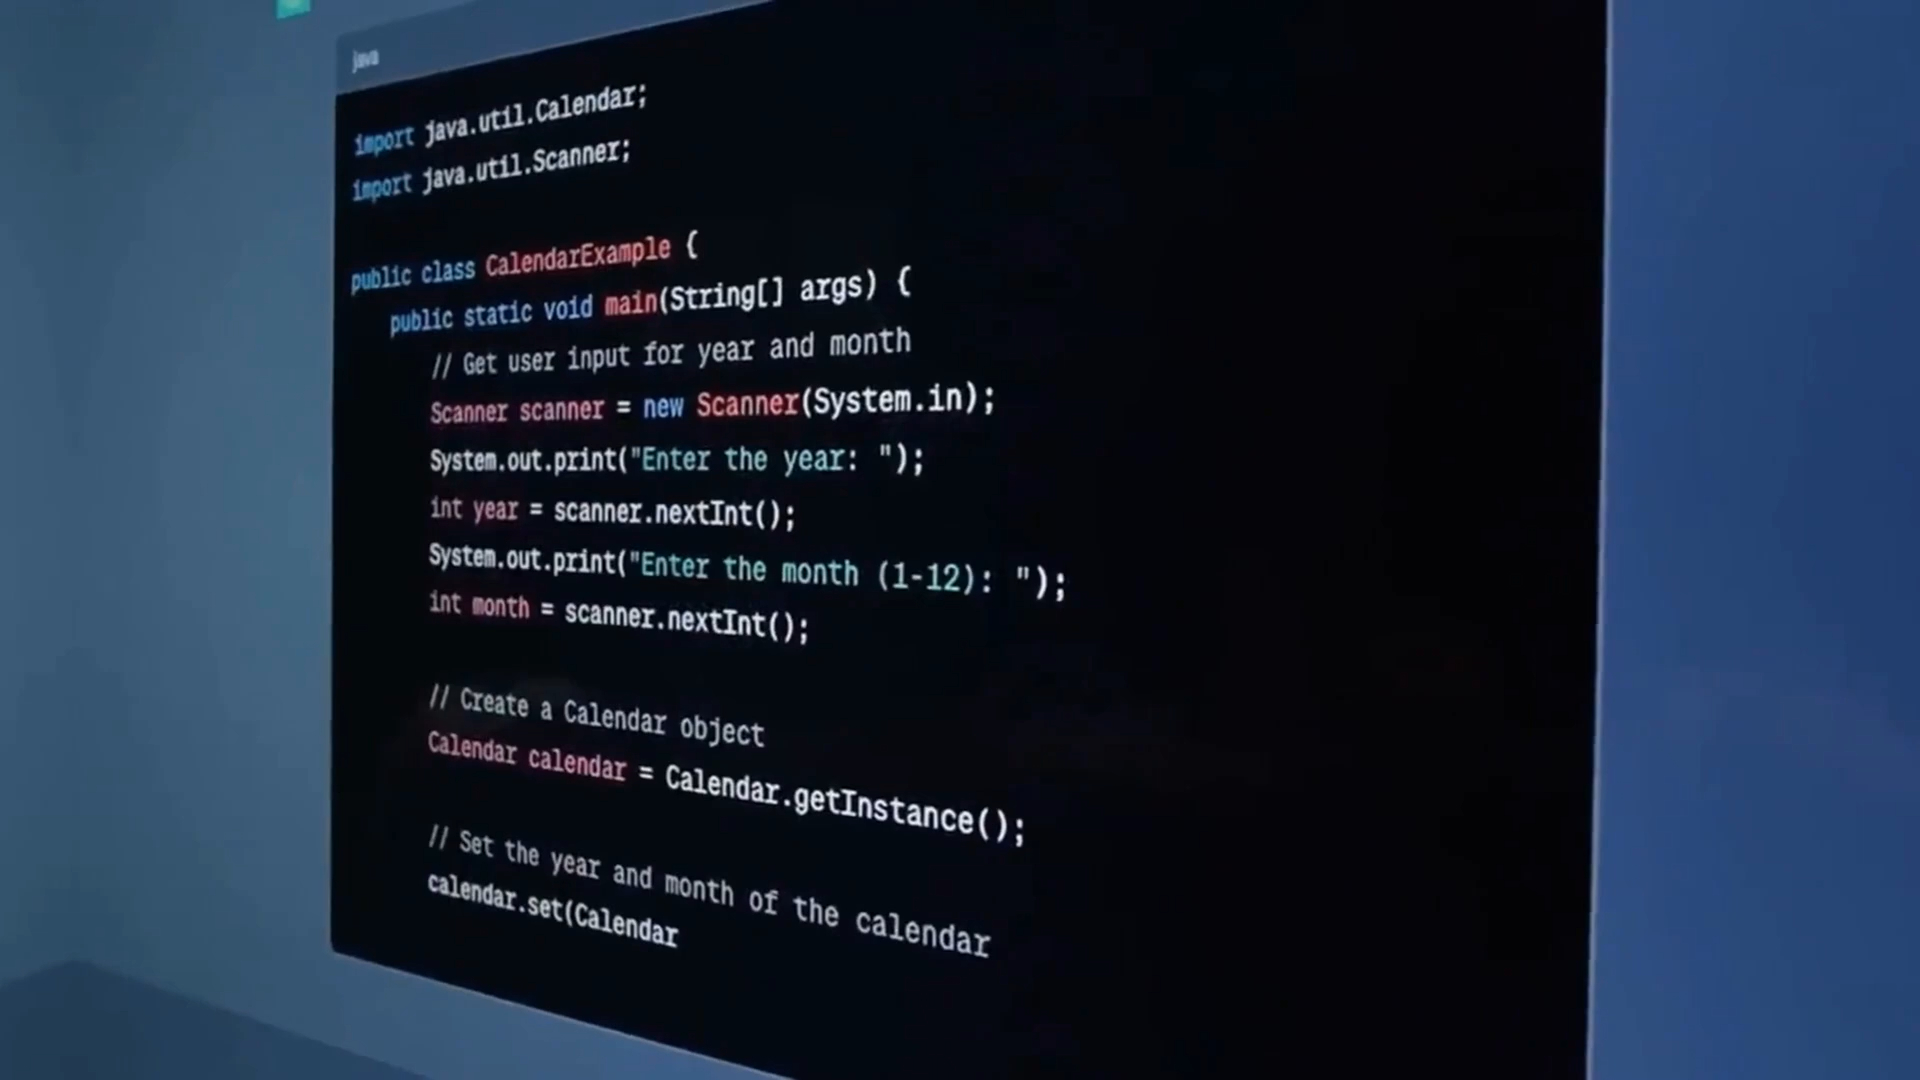 java
import java.util.Calendar;
import java.util.Scanner;
public class CalendarExample {
public static void main(String[] args) {
// Get user input for year and month
Scanner scanner = new Scanner(System.in);
System.out.print("Enter the year: ");
int year = scanner.nextInt();
System.out.print("Enter the month (1-12): ");
int month = scanner.nextInt();
// Create a Calendar object
Calendar calendar = Calendar.getInstance();
// Set the year and month of the calendar
calendar.set(Calendar